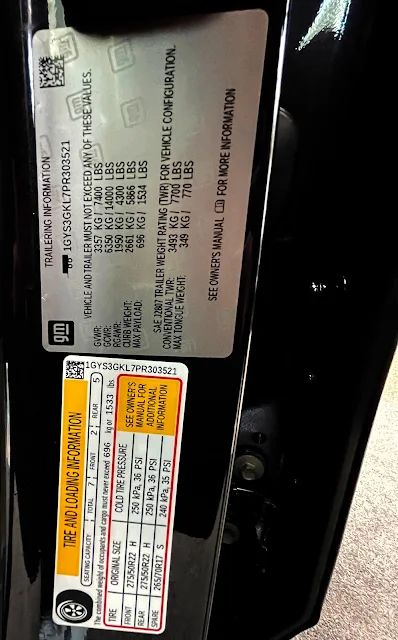 TRAILERING INFORMATION
1GYS3GKL7PR303521
VEHICLE AND TRAILER MUST NOT EXCEED ANY OF THESE VALUES.
GVWR: 3357 KG / 7400 LBS
GCWR: 6350 KG / 14000 LBS
RGAWR: 1950 KG / 4300 LBS
CURB WEIGHT: 2661 KG / 5866 LBS
MAX PAYLOAD: 696 KG / 1534 LBS
SAE J2807 TRAILER WEIGHT RATING (TWR) FOR VEHICLE CONFIGURATION.
CONVENTIONAL TWR: 3493 KG / 7700 LBS
MAX TONGUE WEIGHT: 349 KG / 770 LBS
SEE OWNER'S MANUAL FOR MORE INFORMATION
gm
1GYS3GKL7PR303521
TIRE AND LOADING INFORMATION
SEATING CAPACITY TOTAL 7 FRONT 2 REAR 5
The combined weight of occupants and cargo must never exceed 696 kg or 1533 lbs.
TIRE ORIGINAL SIZE COLD TIRE PRESSURE
FRONT 275/50R22 H 250 kPa, 36 PSI
REAR 275/50R22 H 250 kPa, 36 PSI
SPARE 265/70R17 S 240 kPa, 35 PSI
SEE OWNER'S
MANUAL FOR
ADDITIONAL
INFORMATION